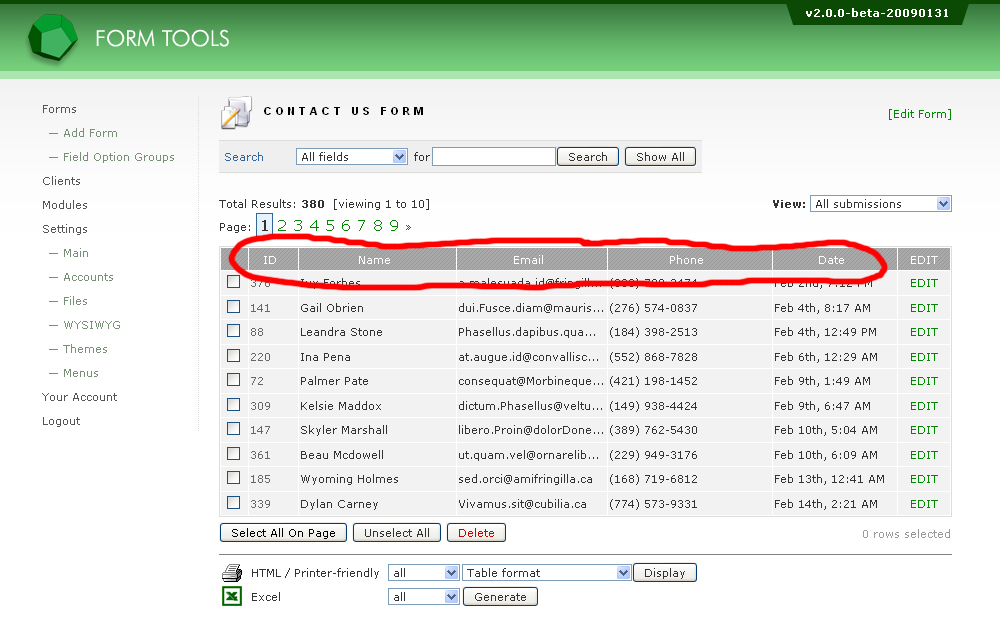 v2.0.0-beta-20090131
FORM TOOLS
Forms
— Add Form
— Field Option Groups
Clients
Modules
Settings
— Main
— Accounts
— Files
— WYSIWYG
— Themes
— Menus
Your Account
Logout
CONTACT US FORM
[Edit Form]
Search All fields for Search Show All
Total Results: 380 [viewing 1 to 10]
View: All submissions
Page: 1 2 3 4 5 6 7 8 9 »
ID Name Email Phone Date EDIT
Forbes EDIT
141 Gail Obrien dui.Fusce.diam@mauris... (276) 574-0837 Feb 4th, 8:17 AM EDIT
88 Leandra Stone Phasellus.dapibus.qua... (184) 398-2513 Feb 4th, 12:49 PM EDIT
220 Ina Pena at.augue.id@convallisc... (552) 868-7828 Feb 6th, 12:29 AM EDIT
72 Palmer Pate consequat@Morbineque... (421) 198-1452 Feb 9th, 1:49 AM EDIT
309 Kelsie Maddox dictum.Phasellus@veltu... (149) 938-4424 Feb 9th, 6:47 AM EDIT
147 Skyler Marshall libero.Proin@dolorDone... (389) 762-5430 Feb 10th, 5:04 AM EDIT
361 Beau Mcdowell ut.quam.vel@ornarelib... (229) 949-3176 Feb 10th, 6:09 AM EDIT
185 Wyoming Holmes sed.orci@amifringilla.ca (168) 719-6812 Feb 13th, 12:41 AM EDIT
339 Dylan Carney Vivamus.sit@cubilia.ca (774) 573-9331 Feb 14th, 2:21 AM EDIT
Select All On Page Unselect All Delete
0 rows selected
HTML / Printer-friendly all Table format Display
Excel all Generate